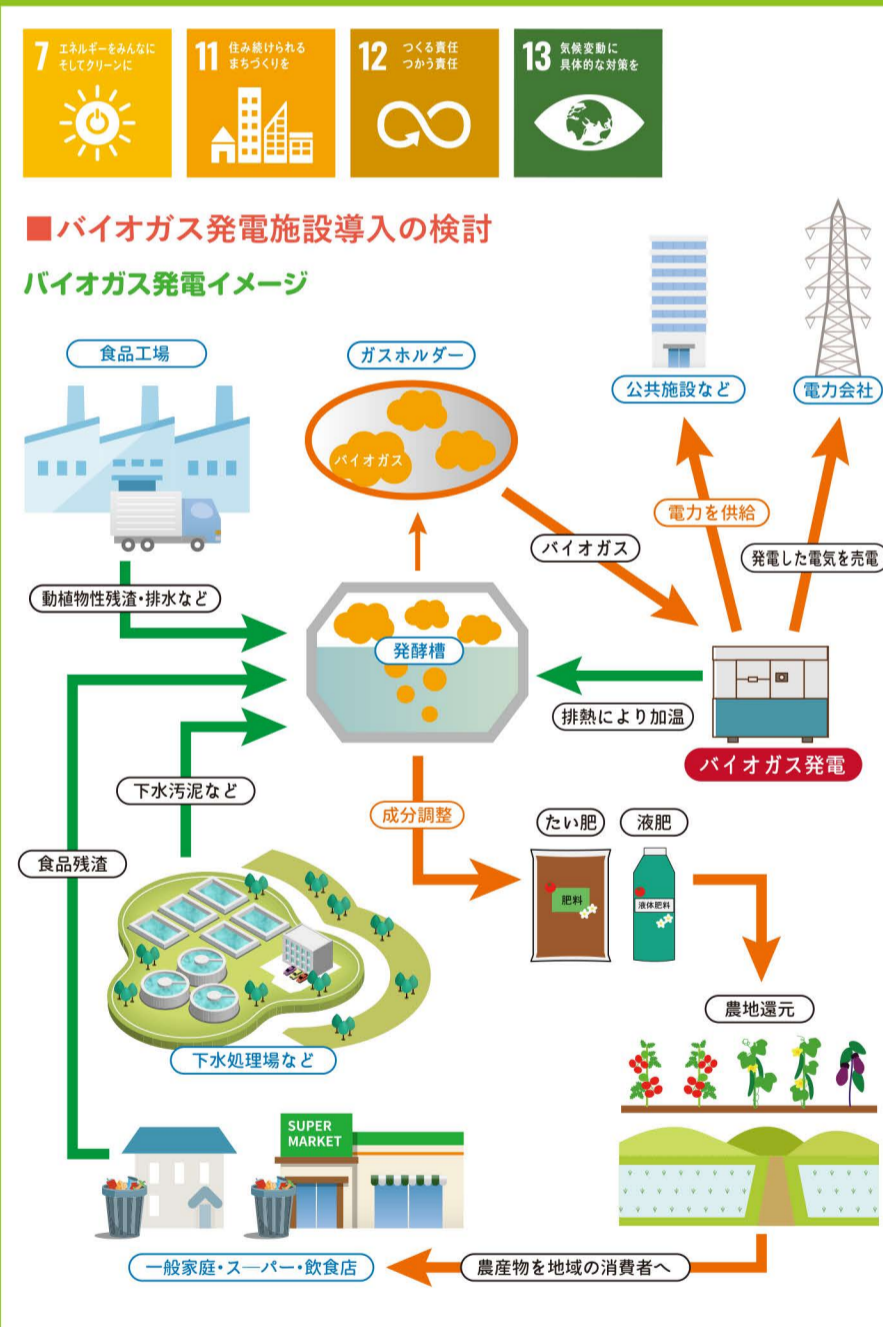 7 エネルギーをみんなに
そしてクリーンに
11 住み続けられる
まちづくりを
12 つくる責任
つかう責任
13 気候変動に
具体的な対策を
■バイオガス発電施設導入の検討
バイオガス発電イメージ
食品工場
ガスホルダー
公共施設など
電力会社
バイオガス
電力を供給
バイオガス
発電した電気を売電
動植物性残渣・排水など
発酵槽
排熱により加温
バイオガス発電
下水汚泥など
成分調整
たい肥
液肥
食品残渣
肥料
液体肥料
農地還元
下水処理場など
SUPER
MARKET
一般家庭・スーパー・飲食店
農産物を地域の消費者へ